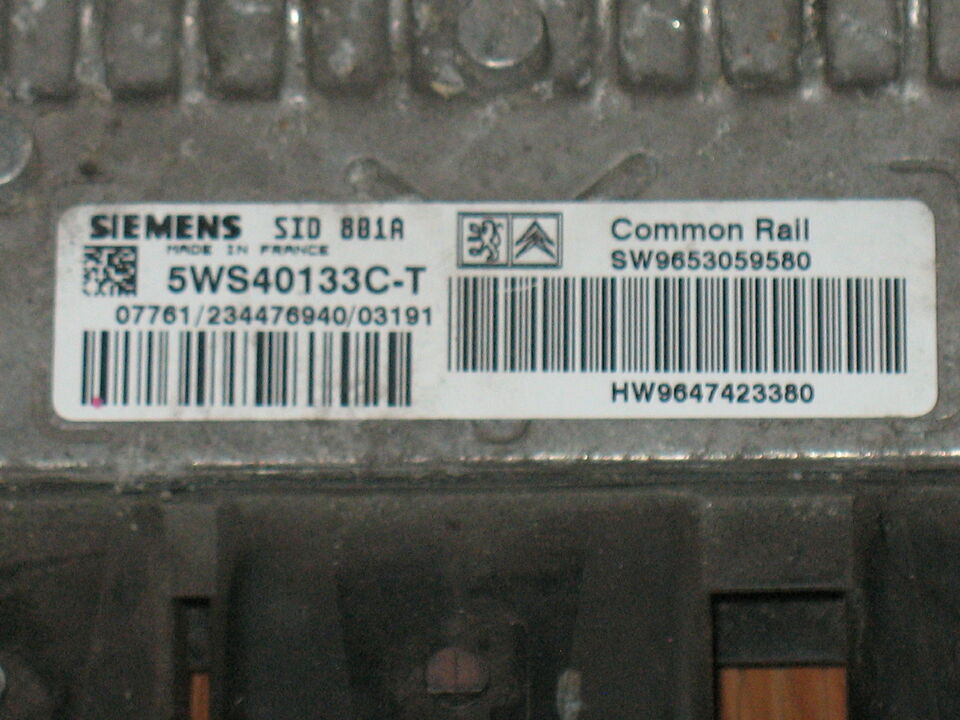 SIEMENS SID 801A
MADE IN FRANCE
5WS40133C-T
07761/234476940/03191
Common Rail
SW9653059580
HW9647423380